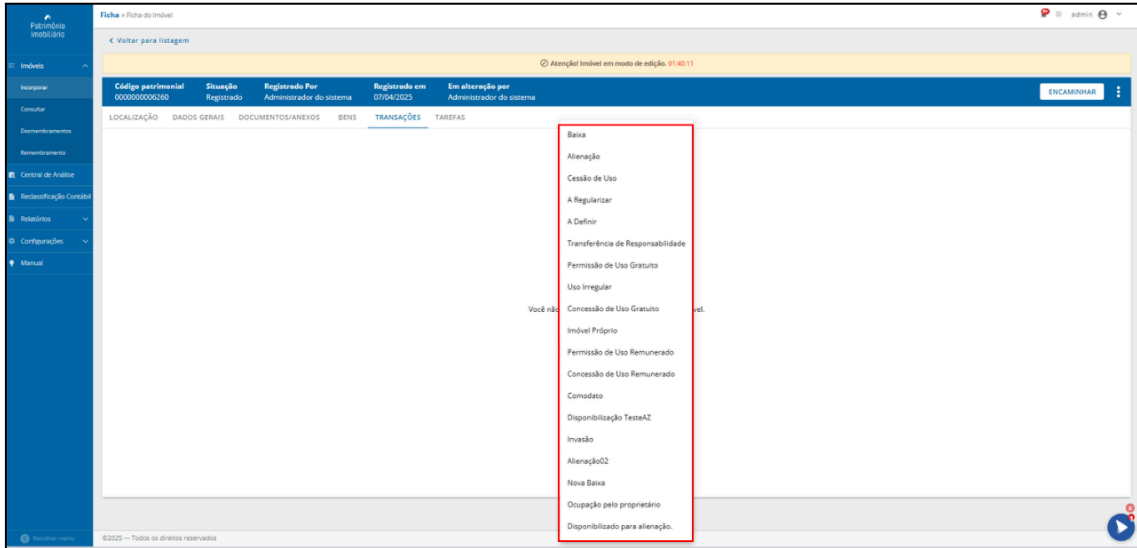 Patrimônio
Imobiliário
Ficha » Ficha do Imóvel
admin
Voltar para listagem
Atenção! Imóvel em modo de edição. 01:40:11
Imóveis
Incorporar
Consultar
Desmembramentos
Remembramento
Central de Análise
Reclassificação Contábil
Relatórios
Configurações
Manual
Recolher menu
Código patrimonial Situação Registrado Por Registrado em Em alteração por
0000000006260 Registrado Administrador do sistema 07/04/2025 Administrador do sistema
ENCAMINHAR
LOCALIZAÇÃO DADOS GERAIS DOCUMENTOS/ANEXOS BENS TRANSAÇÕES TAREFAS
Baixa
Alienação
Cessão de Uso
A Regularizar
A Definir
Transferência de Responsabilidade
Permissão de Uso Gratuito
Uso Irregular
Você
Concessão de Uso Gratuito
Imóvel Próprio
Permissão de Uso Remunerado
Concessão de Uso Remunerado
Comodato
Disponibilização TesteAZ
Invasão
Alienação02
Nova Baixa
Ocupação pelo proprietário
Disponibilizado para alienação.
©2025 — Todos os direitos reservados